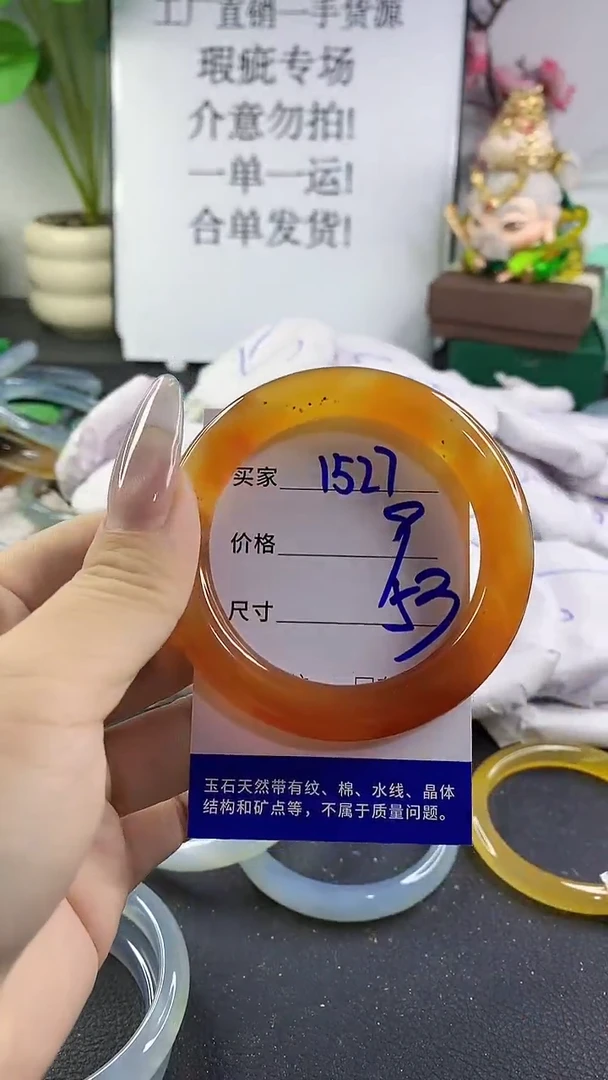 工厂直销一手货源
瑕疵专场
介意勿拍!
一单一运!
合单发货!
买家 1527
价格
尺寸 53
玉石天然带有纹、棉、水线、晶体
结构和矿点等，不属于质量问题。